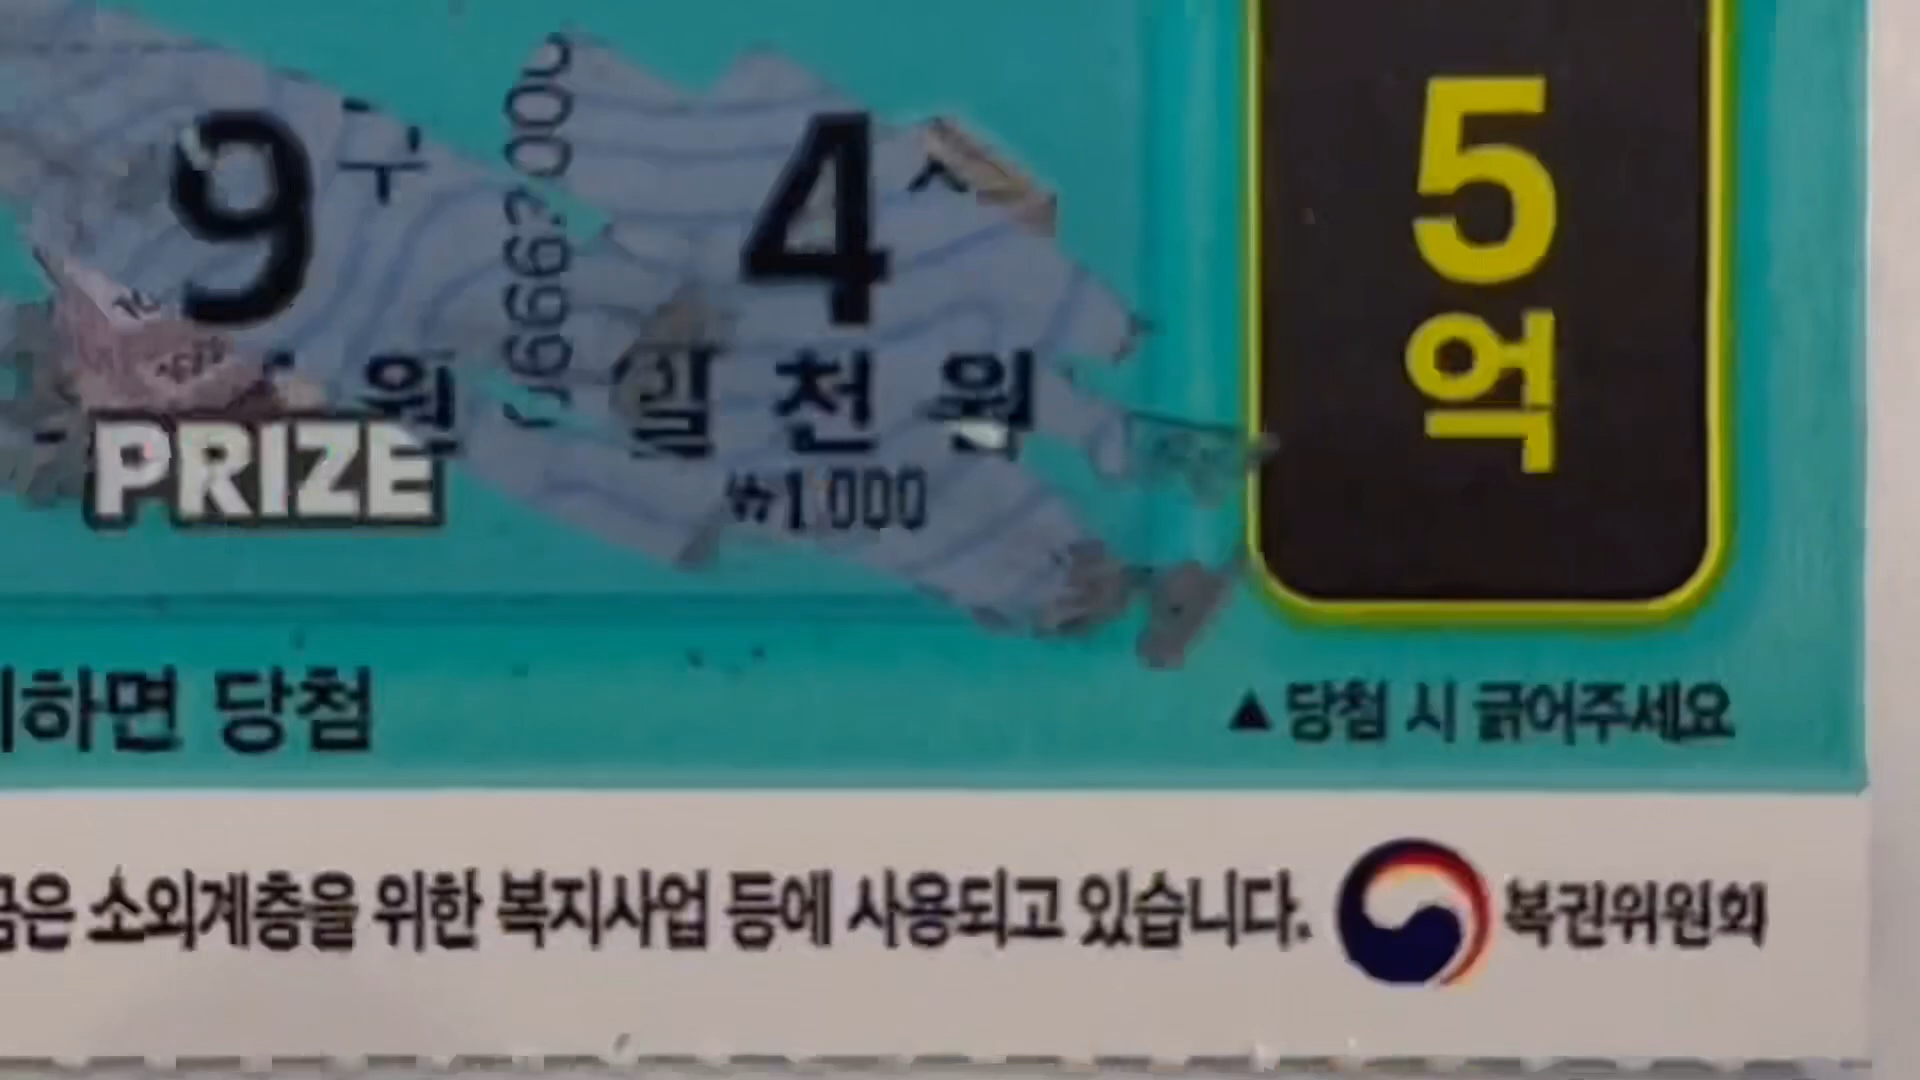 9 4
천 원
₩1,000
PRIZE
5억
하면 당첨
▲당첨 시 긁어주세요
금은 소외계층을 위한 복지사업 등에 사용되고 있습니다.
복권위원회